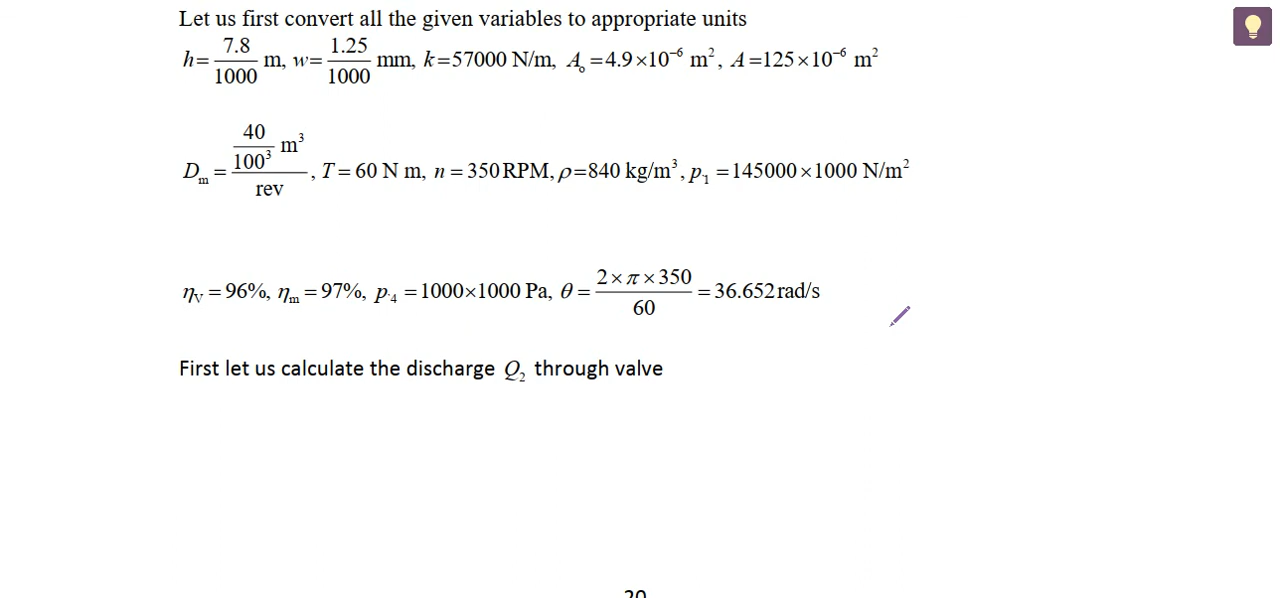 Let us first convert all the given variables to appropriate units
h= 7.8/1000 m, w= 1.25/1000 mm, k=57000 N/m, A₀ =4.9×10⁻⁶ m², A=125×10⁻⁶ m²
Dₘ = (40/100³ m³)/rev, T= 60 N m, n = 350 RPM, ρ=840 kg/m³, p₁ =145000×1000 N/m²
ηᵥ = 96%, ηₘ = 97%, p₄ =1000×1000 Pa, θ = (2×π×350)/60 = 36.652 rad/s
First let us calculate the discharge Q₂ through valve